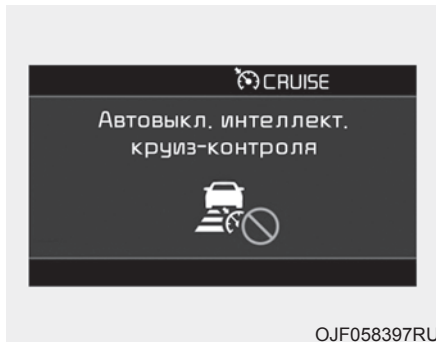 CRUISE
Автовыкл. интеллект.
круиз-контроля
OJF058397RU